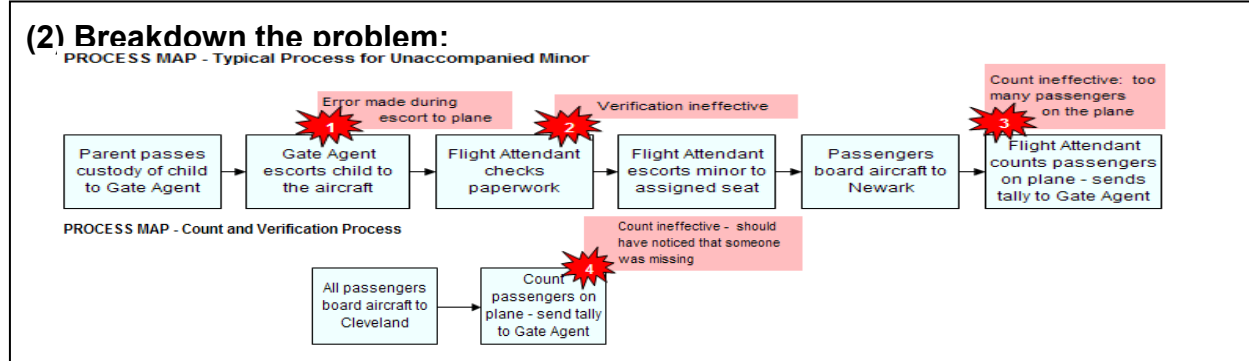 (2) Breakdown the problem:
PROCESS MAP - Typical Process for Unaccompanied Minor
Error made during
escort to plane
Verification ineffective
Count ineffective: too
many passengers
on the plane
1
2
3
Parent passes
custody of child
to Gate Agent
Gate Agent
escorts child to
the aircraft
Flight Attendant
checks
paperwork
Flight Attendant
escorts minor to
assigned seat
Passengers
board aircraft to
Newark
Flight Attendant
counts passengers
on plane - sends
tally to Gate Agent
PROCESS MAP - Count and Verification Process
Count ineffective - should
have noticed that someone
was missing
4
All passengers
board aircraft to
Cleveland
Count
passengers on
plane - send tally
to Gate Agent